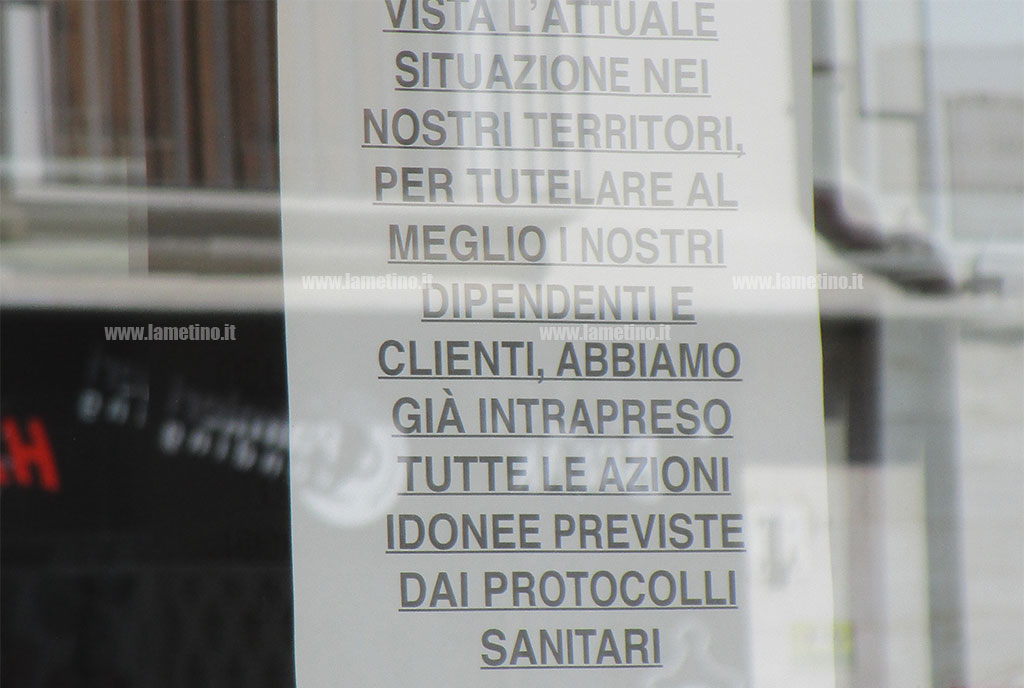 VISTA L'ATTUALE
SITUAZIONE NEI
NOSTRI TERRITORI,
PER TUTELARE AL
MEGLIO I NOSTRI
www.lametino.it www.lametino.it
DIPENDENTI E
www.lametino.it www.lametino.it
CLIENTI, ABBIAMO
GIÀ INTRAPRESO
TUTTE LE AZIONI
IDONEE PREVISTE
DAI PROTOCOLLI
SANITARI